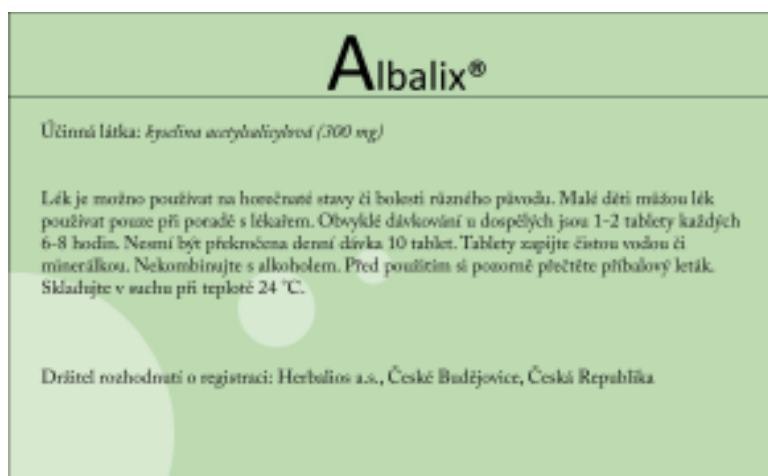 Albalix®
Účinná látka: kyselina acetylsalicylová (300 mg)
Lék je možno používat na horečnaté stavy či bolesti různého původu. Malé děti můžou lék
používat pouze při poradě s lékařem. Obvyklé dávkování u dospělých jsou 1-2 tablety každých
6-8 hodin. Nesmí být překročena denní dávka 10 tablet. Tablety zapijte čistou vodou či
minerálkou. Nekombinujte s alkoholem. Před použitím si pozorně přečtěte příbalový leták.
Skladujte v suchu při teplotě 24 °C.
Držitel rozhodnutí o registraci: Herbalios a.s., České Budějovice, Česká Republika